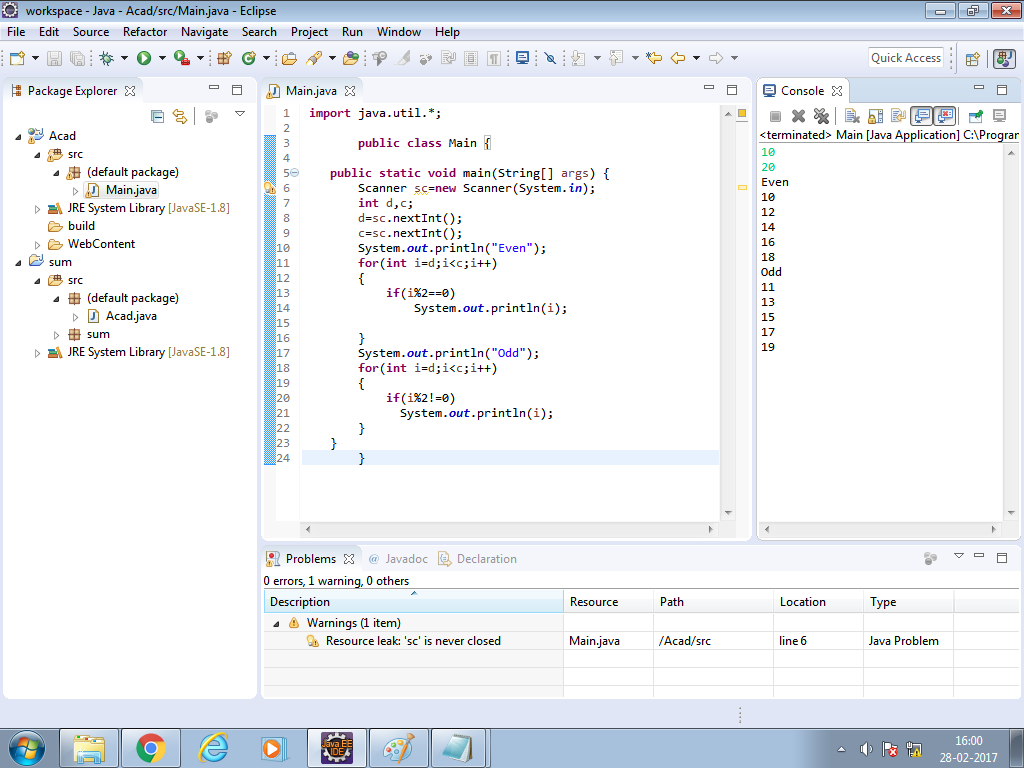 workspace - Java - Acad/src/Main.java - Eclipse
File Edit Source Refactor Navigate Search Project Run Window Help
Quick Access
Package Explorer
Acad
src
(default package)
Main.java
JRE System Library [JavaSE-1.8]
build
WebContent
sum
src
(default package)
Acad.java
sum
JRE System Library [JavaSE-1.8]
Main.java
1 import java.util.*;
2
3 public class Main {
4
5 public static void main(String[] args) {
6 Scanner sc=new Scanner(System.in);
7 int d,c;
8 d=sc.nextInt();
9 c=sc.nextInt();
10 System.out.println("Even");
11 for(int i=d;i<c;i++)
12 {
13 if(i%2==0)
14 System.out.println(i);
15
16 }
17 System.out.println("Odd");
18 for(int i=d;i<c;i++)
19 {
20 if(i%2!=0)
21 System.out.println(i);
22 }
23 }
24 }
Console
<terminated> Main [Java Application] C:\Progran
10
20
Even
10
12
14
16
18
Odd
11
13
15
17
19
Problems @ Javadoc Declaration
0 errors, 1 warning, 0 others
Description Resource Path Location Type
Warnings (1 item)
Resource leak: 'sc' is never closed Main.java /Acad/src line 6 Java Problem
Java EE
IDE
16:00
28-02-2017